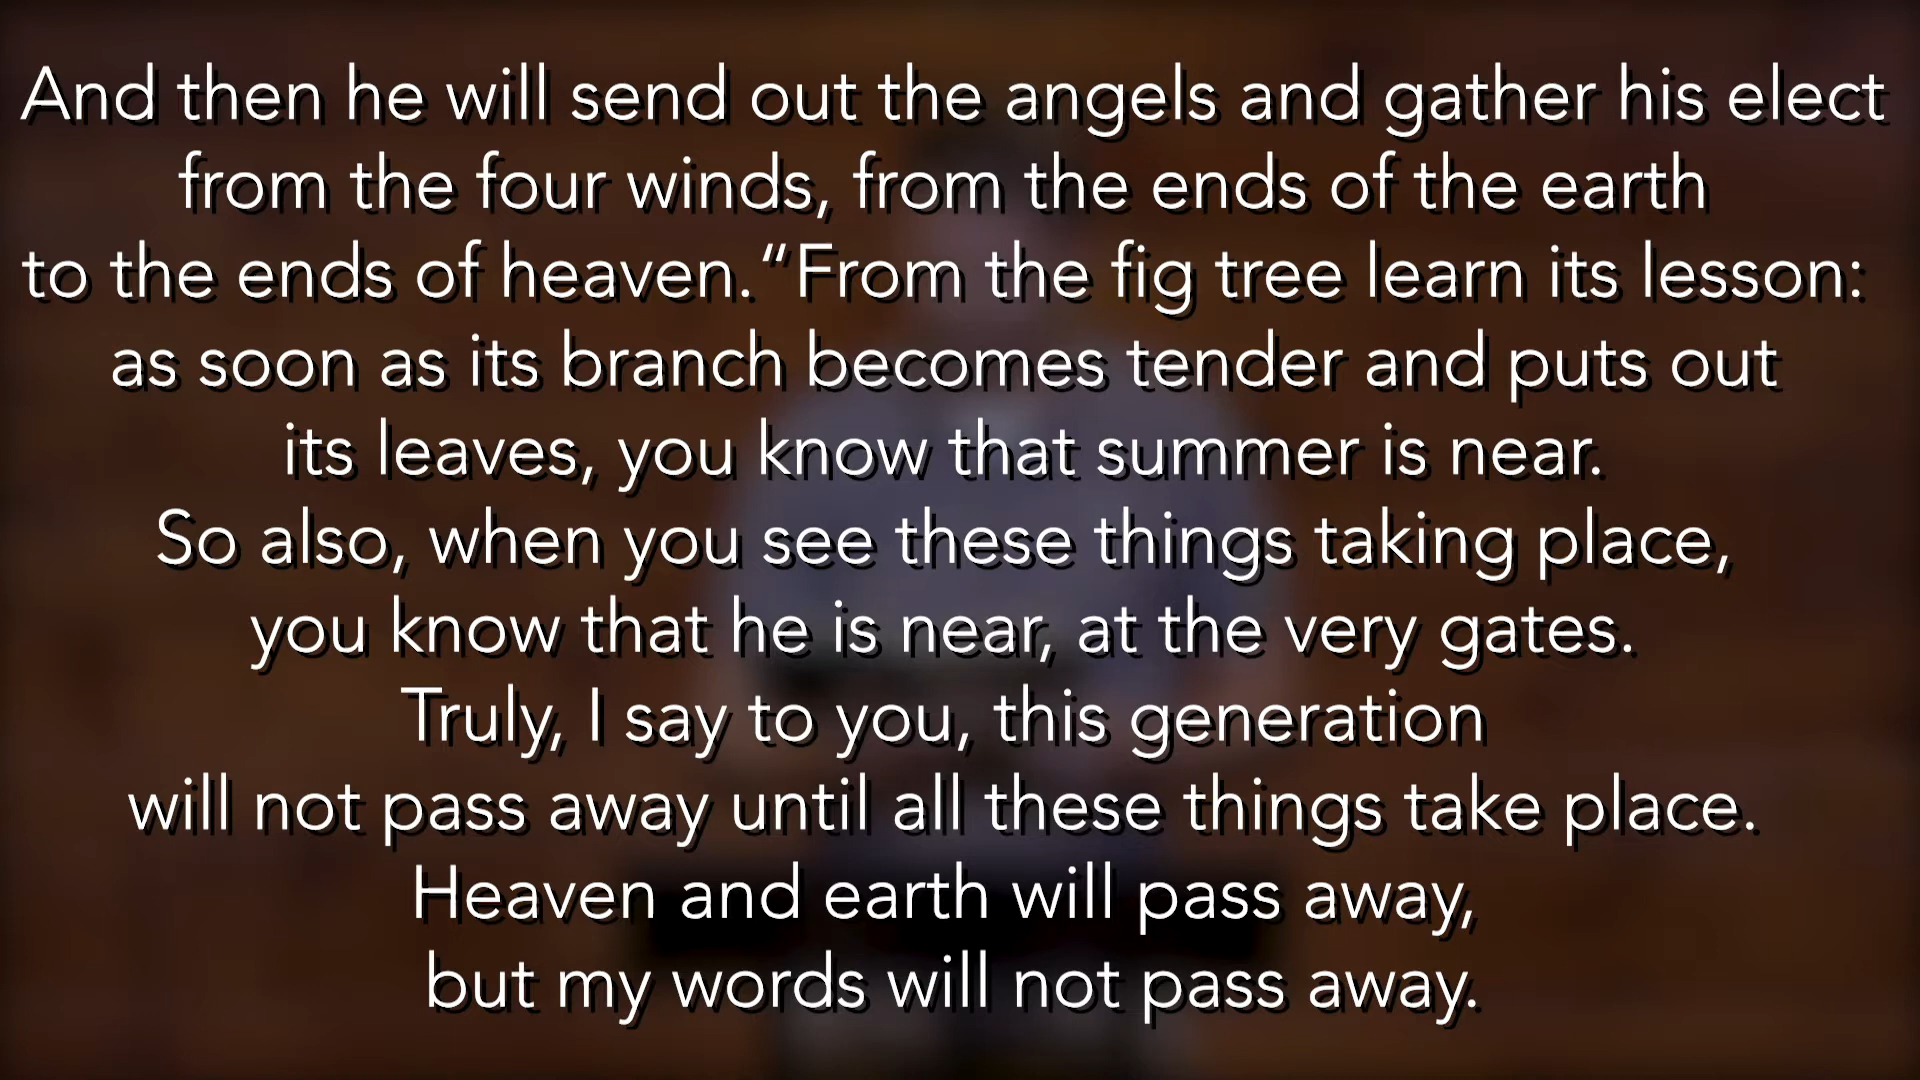 And then he will send out the angels and gather his elect
from the four winds, from the ends of the earth
to the ends of heaven. “From the fig tree learn its lesson:
as soon as its branch becomes tender and puts out
its leaves, you know that summer is near.
So also, when you see these things taking place,
you know that he is near, at the very gates.
Truly, I say to you, this generation
will not pass away until all these things take place.
Heaven and earth will pass away,
but my words will not pass away.